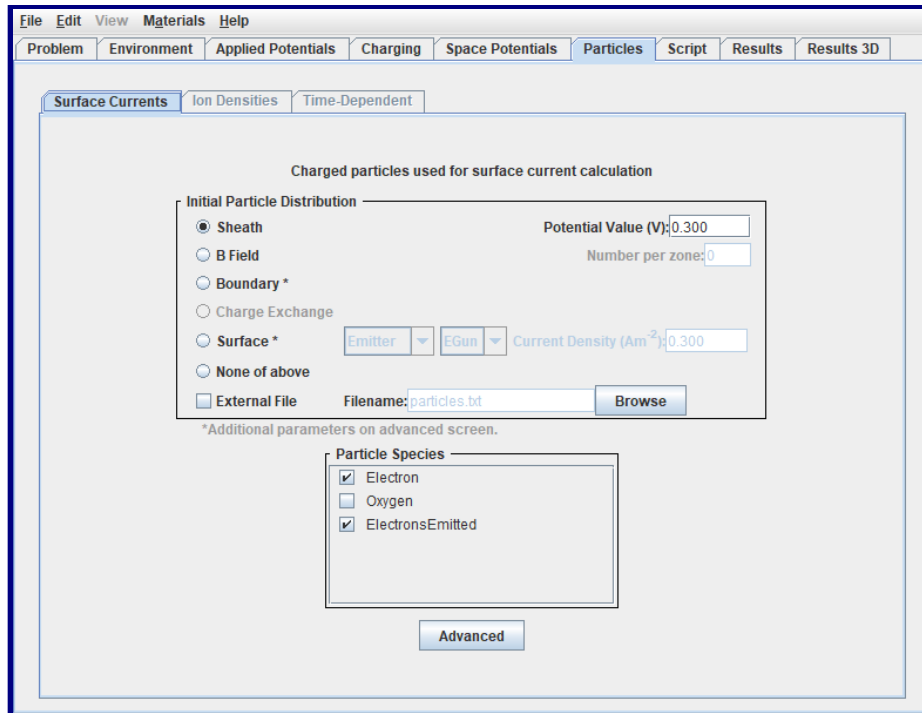 File Edit View Materials Help
Problem Environment Applied Potentials Charging Space Potentials Particles Script Results Results 3D
Surface Currents Ion Densities Time-Dependent
Charged particles used for surface current calculation
Initial Particle Distribution
Sheath Potential Value (V): 0.300
B Field Number per zone: 0
Boundary *
Charge Exchange
Surface * Emitter EGun Current Density (Am⁻²): 0.300
None of above
External File Filename: particles.txt Browse
*Additional parameters on advanced screen.
Particle Species
Electron
Oxygen
ElectronsEmitted
Advanced